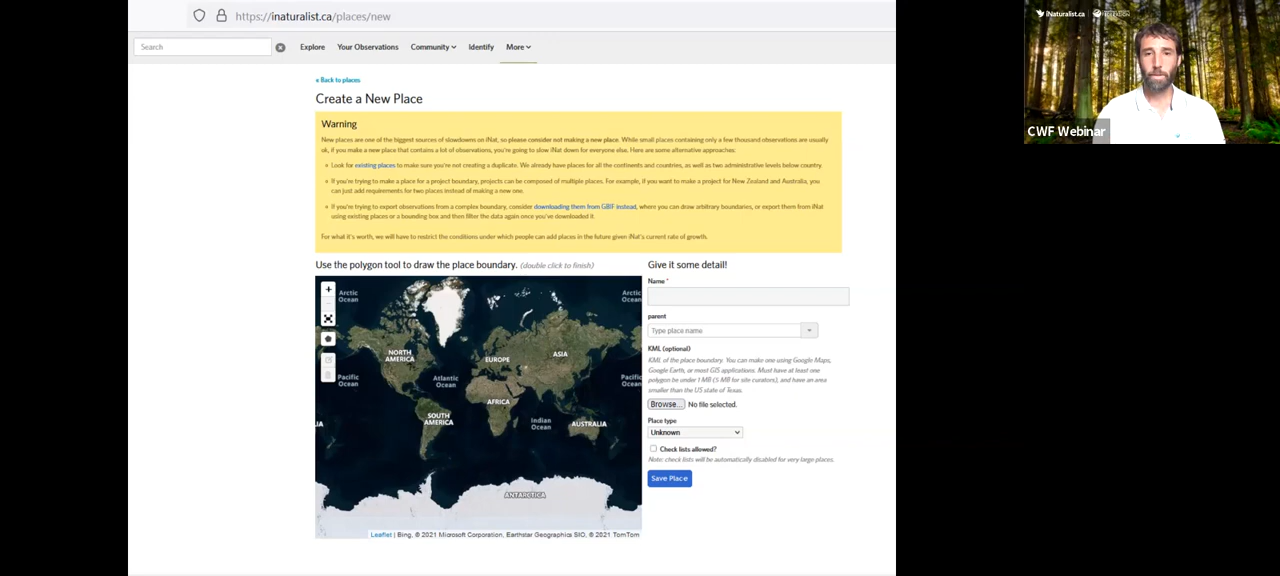 https://inaturalist.ca/places/new
Search
Explore
Your Observations
Community
Identify
More
« Back to places
Create a New Place
Warning
New places are one of the biggest sources of slowdowns on iNat, so please consider not making a new place. While small places containing only a few thousand observations are usually
ok, if you make a new place that contains a lot of observations, you're going to slow iNat down for everyone else. Here are some alternative approaches.
Look for existing places to make sure you're not creating a duplicate. We already have places for all the continents and countries, as well as two administrative levels below country.
If you're trying to make a place for a project boundary, projects can be composed of multiple places. For example, if you want to make a project for New Zealand and Australia, you
can just add requirements for two places instead of making a new one.
If you're trying to export observations from a complex boundary, consider downloading them from GBIF instead, where you can draw arbitrary boundaries, or export them from iNat
using existing places or a bounding box and then filter the data again once you've downloaded it.
For what it's worth, we will have to restrict the conditions under which people can add places in the future given iNat's current rate of growth.
Use the polygon tool to draw the place boundary. (double click to finish)
+
Arctic
Ocean
Arctic
Ocean
NORTH
AMERICA
EUROPE
ASIA
Pacific
Ocean
Atlantic
Ocean
Pacific
Ocean
AFRICA
SOUTH
AMERICA
Indian
Ocean
AUSTRALIA
ANTARCTICA
Leaflet | Bing, © 2021 Microsoft Corporation, Earthstar Geographics SIO, © 2021 TomTom
Give it some detail!
Name *
parent
Type place name
KML (optional)
KML of the place boundary. You can make one using Google Maps,
Google Earth, or most GIS applications. Must have at least one
polygon be under 1 MB (5 MB for site curators), and have an area
smaller than the US state of Texas.
Browse... No file selected.
Place type
Unknown
Check lists allowed?
Note: check lists will be automatically disabled for very large places.
Save Place
iNaturalist.ca
CWF Webinar